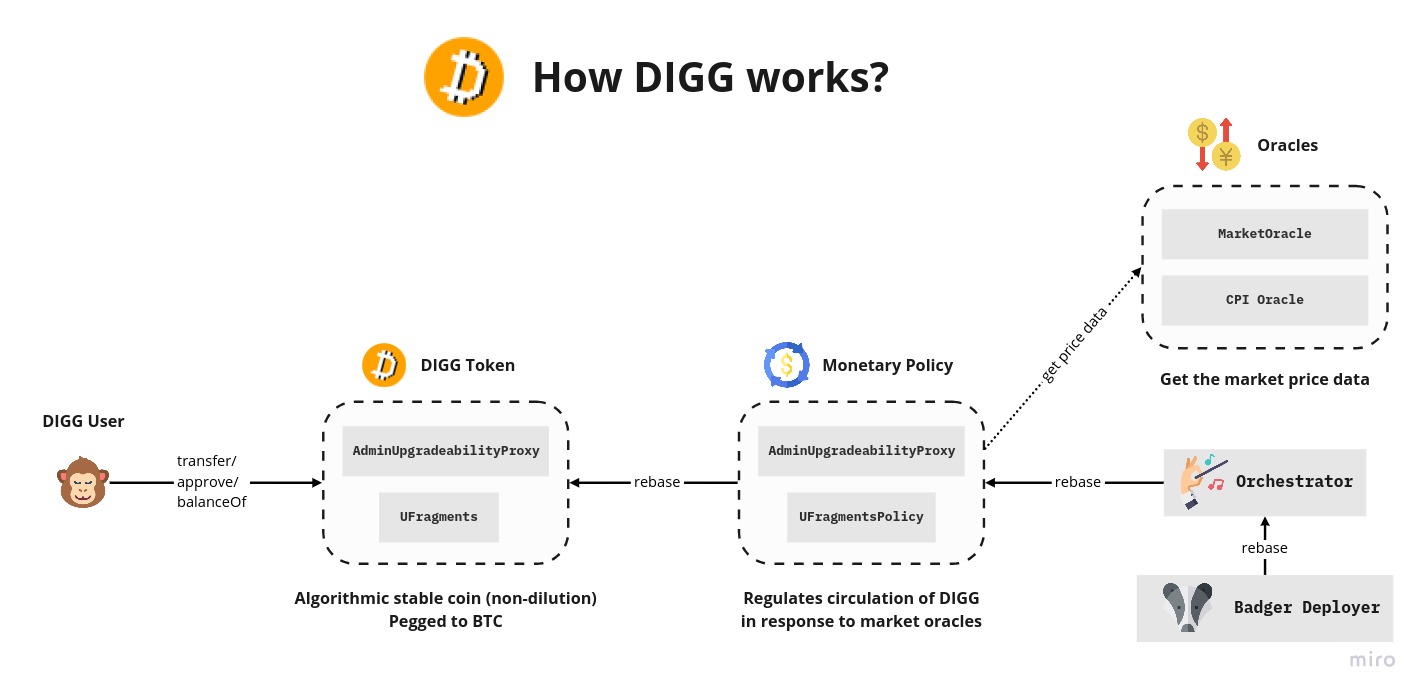 How DIGG works?
Oracles
MarketOracle
CPI Oracle
Get the market price data
get price data
DIGG Token
AdminUpgradeabilityProxy
UFragments
Algorithmic stable coin (non-dilution)
Pegged to BTC
Monetary Policy
AdminUpgradeabilityProxy
UFragmentsPolicy
Regulates circulation of DIGG
in response to market oracles
DIGG User
transfer/
approve/
balanceOf
rebase
rebase
Orchestrator
rebase
Badger Deployer
miro